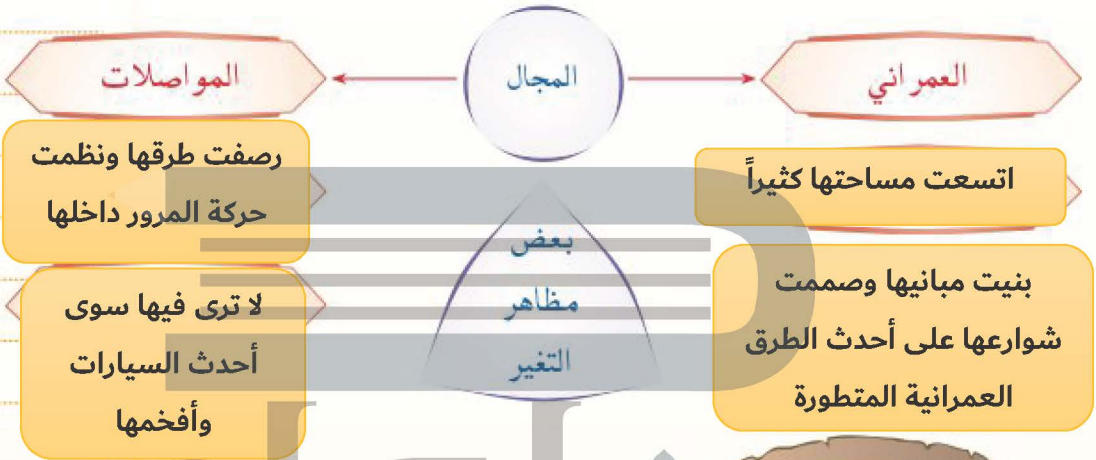 العمراني
المجال
المواصلات
اتسعت مساحتها كثيراً
بنيت مبانيها وصممت
شوارعها على أحدث الطرق
العمرانية المتطورة
بعض
مظاهر
التغير
رصفت طرقها ونظمت
حركة المرور داخلها
لا ترى فيها سوى
أحدث السيارات
وأفخمها